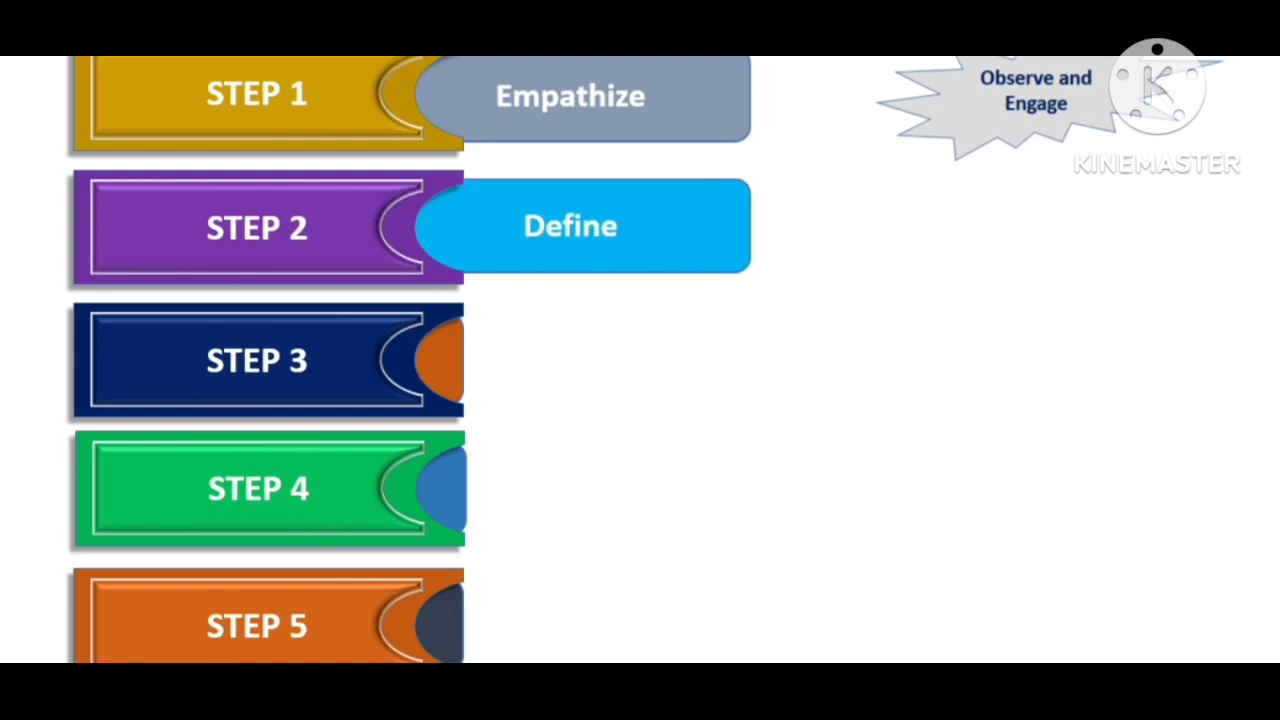 STEP 1
Empathize
Observe and
Engage
KINEMASTER
STEP 2
Define
STEP 3
STEP 4
STEP 5